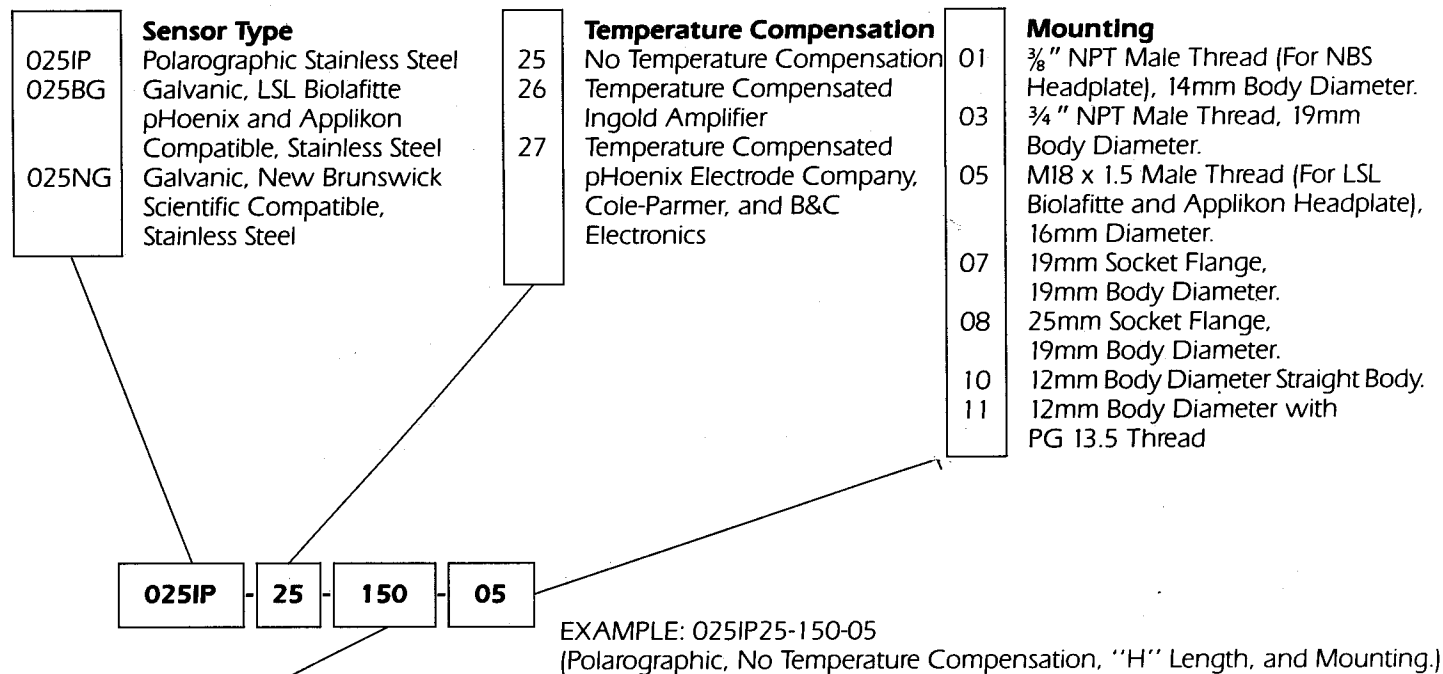 Sensor Type
025IP Polarographic Stainless Steel
025BG Galvanic, LSL Biolafitte
pHoenix and Applikon
Compatible, Stainless Steel
025NG Galvanic, New Brunswick
Scientific Compatible,
Stainless Steel
Temperature Compensation
25 No Temperature Compensation
26 Temperature Compensated
Ingold Amplifier
27 Temperature Compensated
pHoenix Electrode Company,
Cole-Parmer, and B&C
Electronics
Mounting
01 ⅜" NPT Male Thread (For NBS
Headplate), 14mm Body Diameter.
03 ¾" NPT Male Thread, 19mm
Body Diameter.
05 M18 x 1.5 Male Thread (For LSL
Biolafitte and Applikon Headplate),
16mm Diameter.
07 19mm Socket Flange,
19mm Body Diameter.
08 25mm Socket Flange,
19mm Body Diameter.
10 12mm Body Diameter Straight Body.
11 12mm Body Diameter with
PG 13.5 Thread
025IP - 25 - 150 - 05
EXAMPLE: 025IP25-150-05
(Polarographic, No Temperature Compensation, ''H'' Length, and Mounting.)